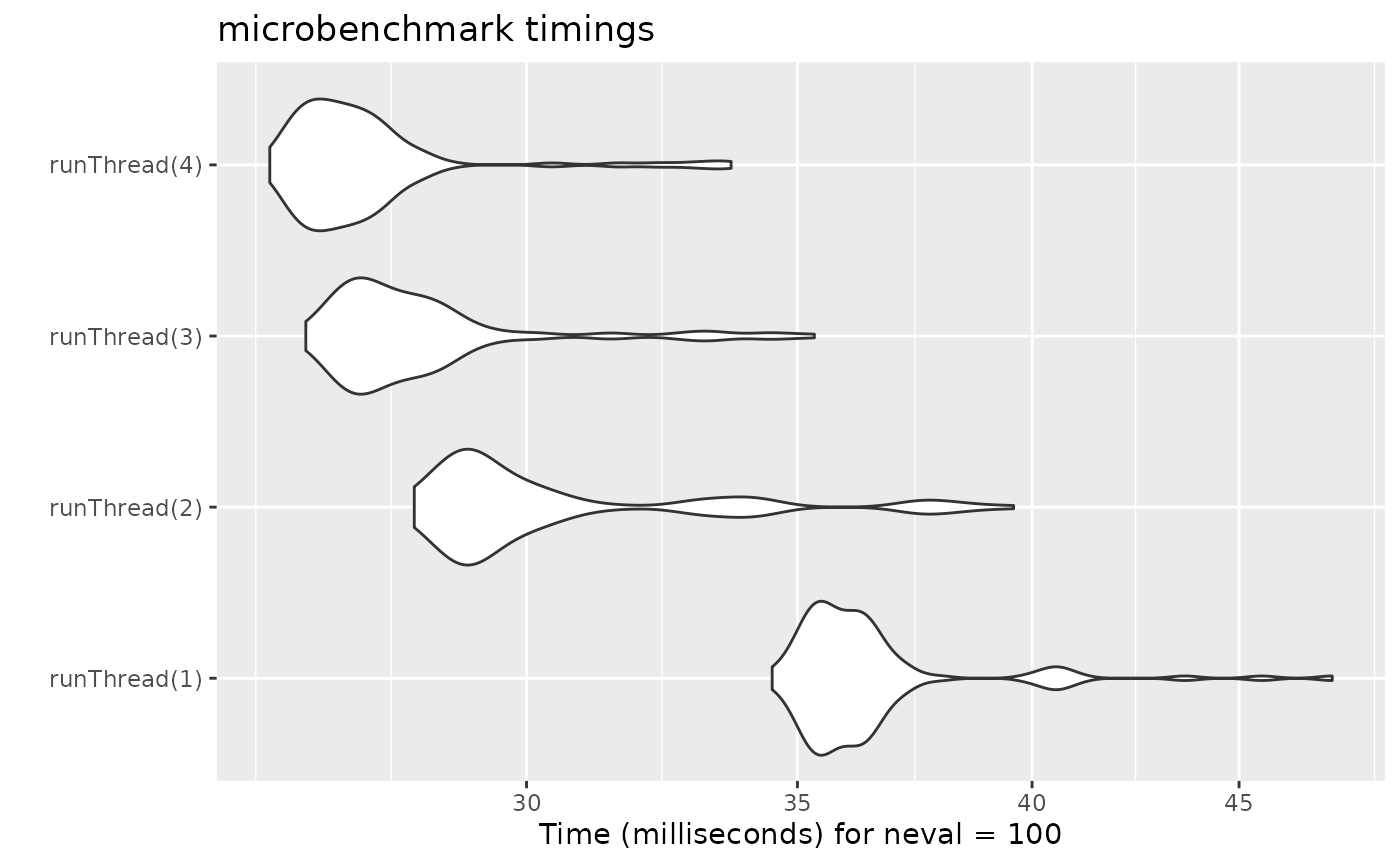 microbenchmark timings
runThread(4)
runThread(3)
runThread(2)
runThread(1)
30 35 40 45
Time (milliseconds) for neval = 100